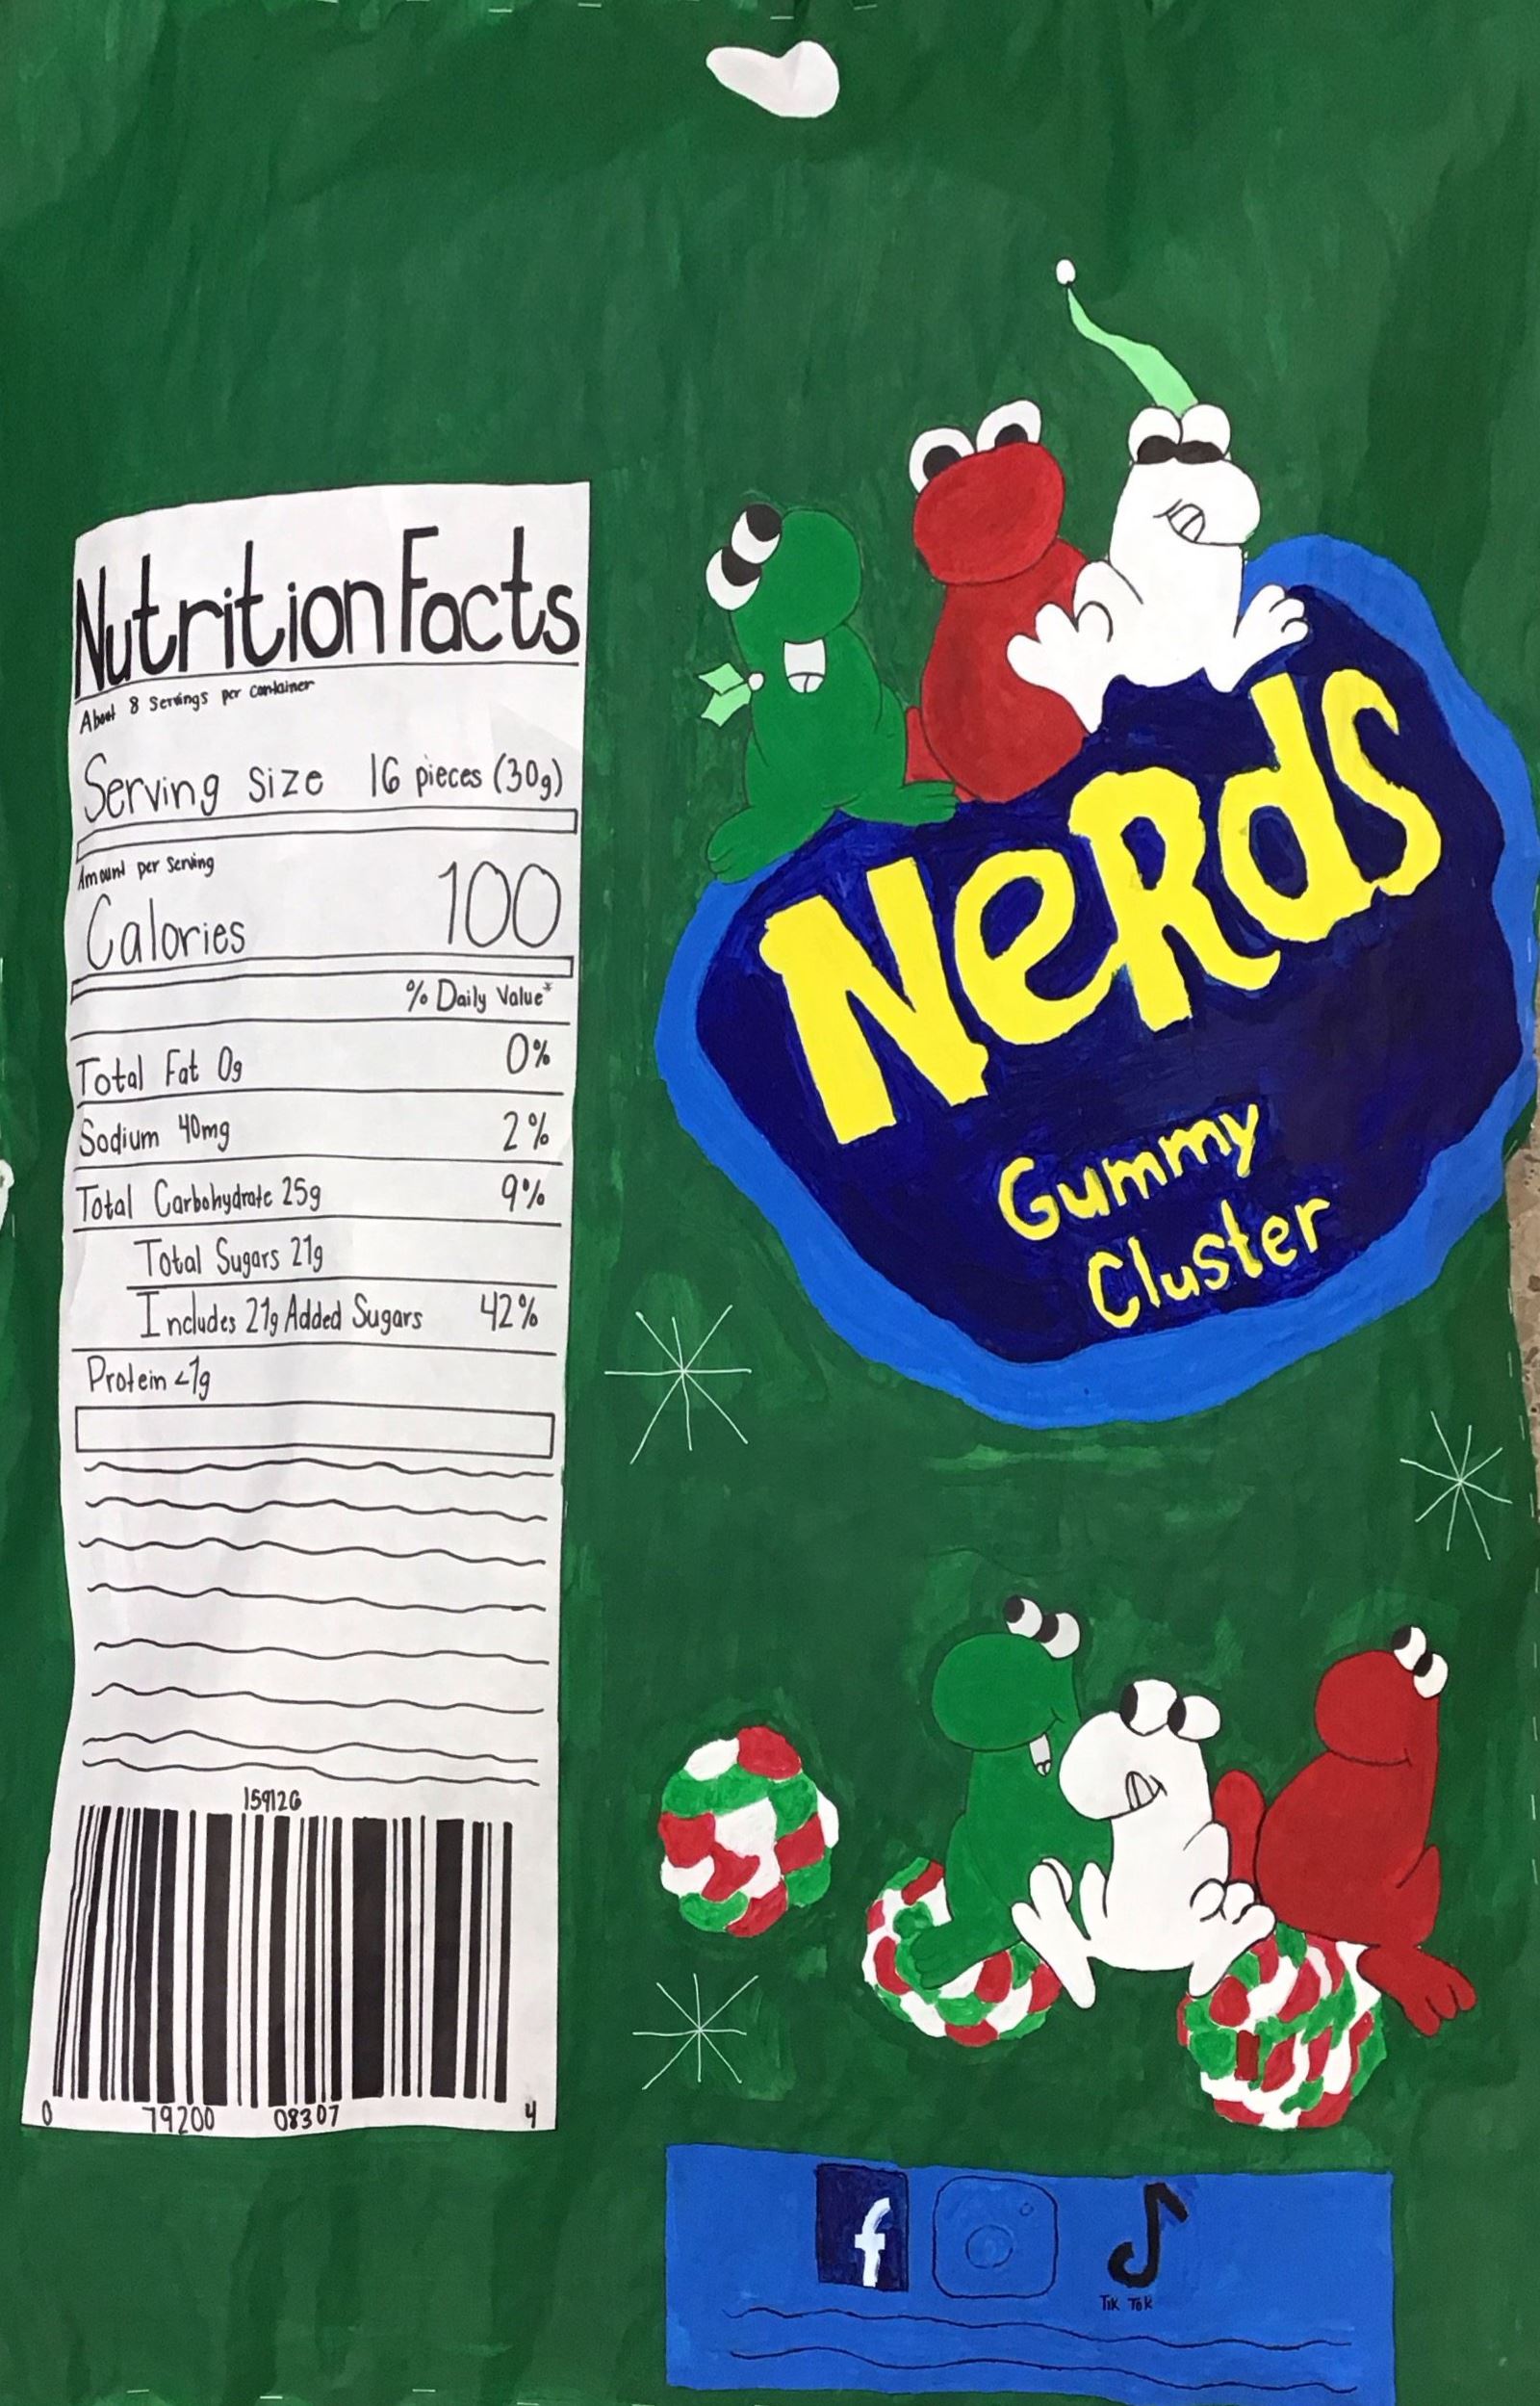 Nutrition Facts
About 8 Servings per container
Serving size 16 pieces (30g)
Amount per serving
Calories 100
% Daily Value*
Total Fat 0g 0%
Sodium 40mg 2%
Total Carbohydrate 25g 9%
Total Sugars 21g
Includes 21g Added Sugars 42%
Protein <1g
15912G
0 79200 08307 4
NeRds
Gummy
Cluster
f
Tik Tok